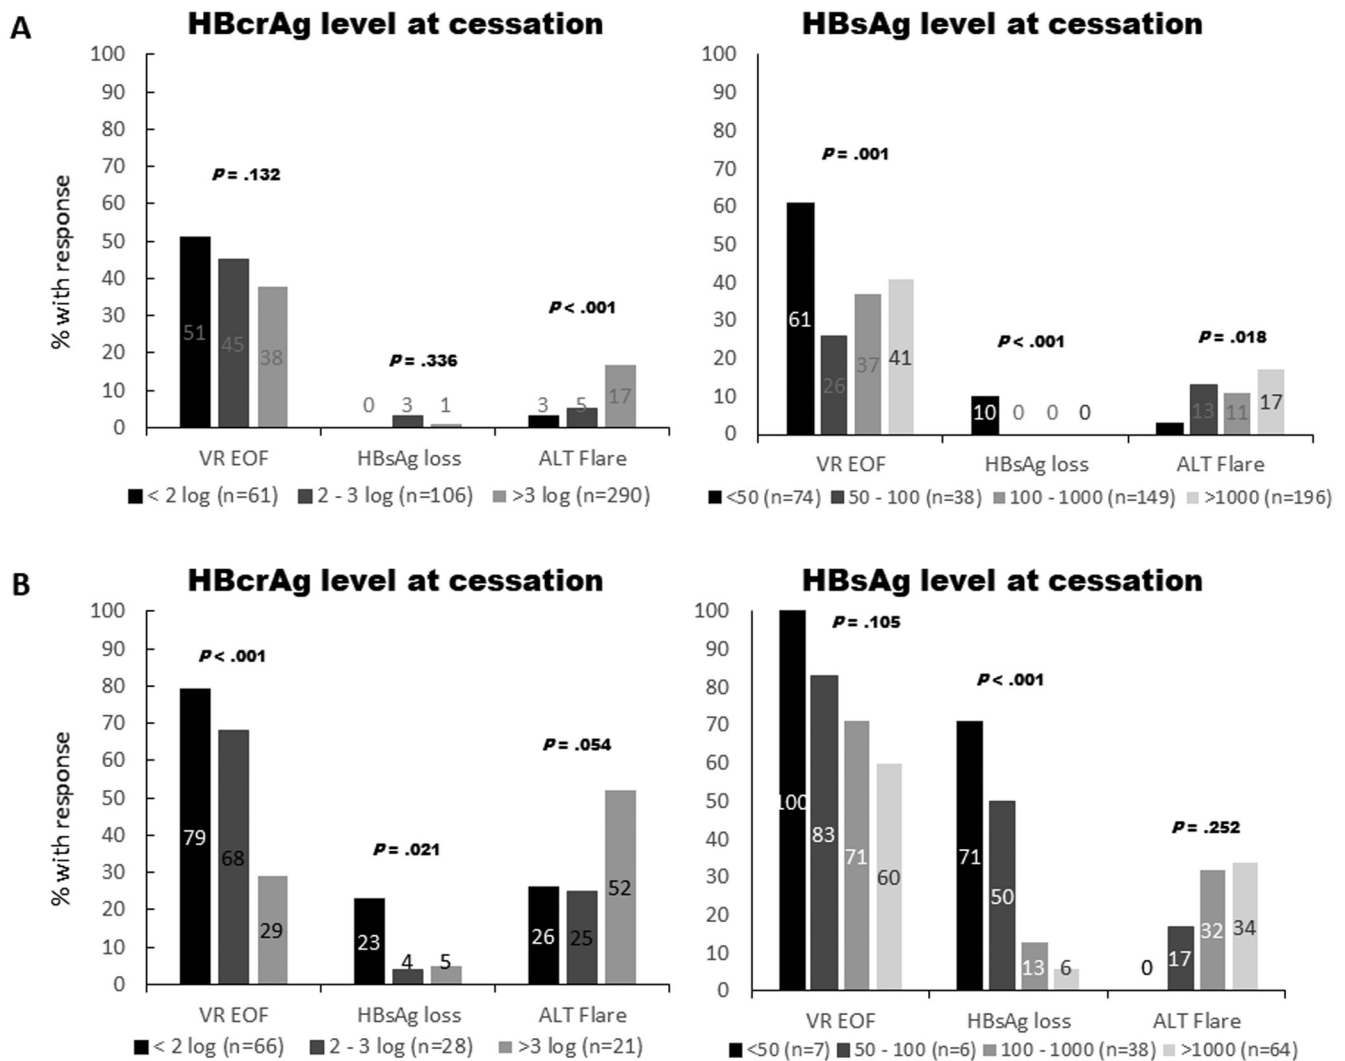 A
HBcrAg level at cessation
% with response
100
90
80
70
60
50
40
30
20
10
0
P = .132
P = .336
P < .001
51
45
38
0
3
1
3
5
17
VR EOF
HBsAg loss
ALT Flare
< 2 log (n=61)
2 - 3 log (n=106)
>3 log (n=290)
HBsAg level at cessation
100
90
80
70
60
50
40
30
20
10
0
P = .001
P < .001
P = .018
61
26
37
41
10
0
0
0
13
11
17
VR EOF
HBsAg loss
ALT Flare
<50 (n=74)
50 - 100 (n=38)
100 - 1000 (n=149)
>1000 (n=196)
B
HBcrAg level at cessation
% with response
100
90
80
70
60
50
40
30
20
10
0
P < .001
P = .021
P = .054
79
68
29
23
4
5
26
25
52
VR EOF
HBsAg loss
ALT Flare
< 2 log (n=66)
2 - 3 log (n=28)
>3 log (n=21)
HBsAg level at cessation
100
90
80
70
60
50
40
30
20
10
0
P = .105
P < .001
P = .252
100
83
71
60
71
50
13
6
0
17
32
34
VR EOF
HBsAg loss
ALT Flare
<50 (n=7)
50 - 100 (n=6)
100 - 1000 (n=38)
>1000 (n=64)